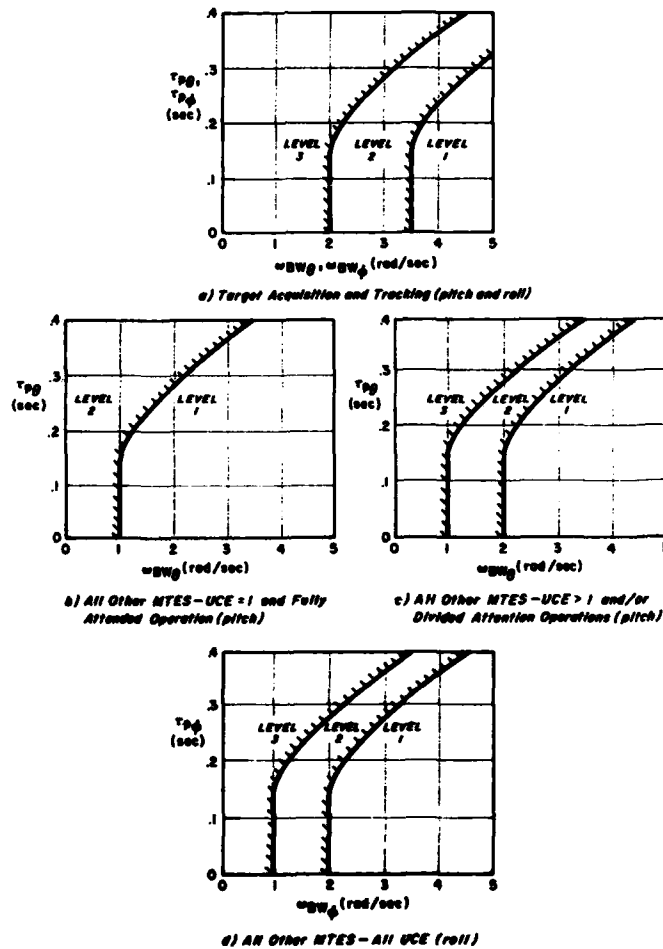 .4
τpθ,
τpφ
(sec)
.3
.2
.1
0
LEVEL 3
LEVEL 2
LEVEL 1
0 1 2 3 4 5
ωBWθ, ωBWφ (rad/sec)
a) Target Acquisition and Tracking (pitch and roll)
.4
τpθ
(sec)
.3
.2
.1
0
LEVEL 2
LEVEL 1
0 1 2 3 4 5
ωBWθ (rad/sec)
b) All Other MTES-UCE = 1 and Fully
Attended Operation (pitch)
.4
τpθ
(sec)
.3
.2
.1
0
LEVEL 3
LEVEL 2
LEVEL 1
0 1 2 3 4
ωBWθ (rad/sec)
c) All Other MTES-UCE > 1 and/or
Divided Attention Operations (pitch)
.4
τpφ
(sec)
.3
.2
.1
0
LEVEL 3
LEVEL 2
LEVEL 1
0 1 2 3 4 5
ωBWφ (rad/sec)
d) All Other MTES - All UCE (roll)